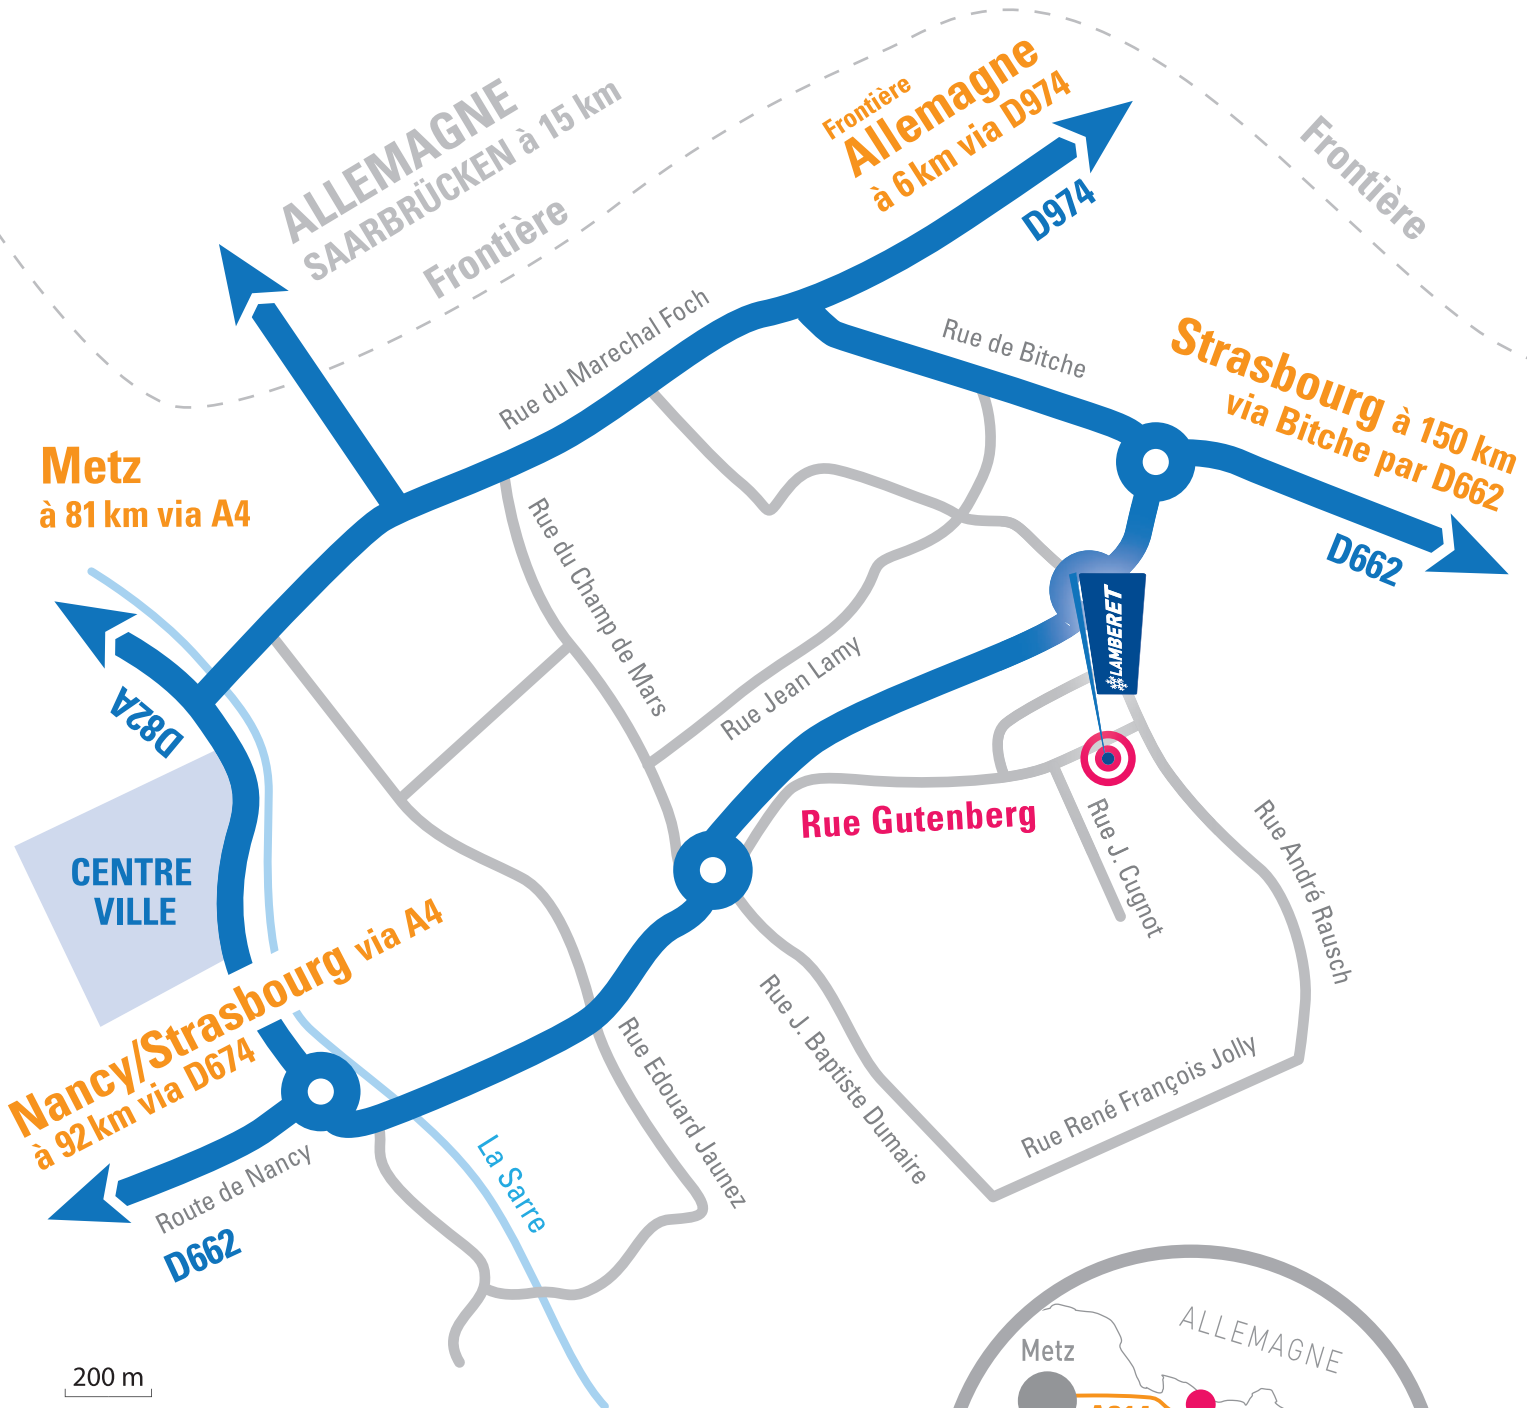 ALLEMAGNE
SAARBRÜCKEN à 15 km
Frontière
Frontière
Allemagne
à 6 km via D974
D974
Frontière
Rue du Marechal Foch
Rue de Bitche
Strasbourg à 150 km
via Bitche par D662
D662
Metz
à 81 km via A4
D82A
Rue du Champ de Mars
Rue Jean Lamy
LAMBERET
CENTRE
VILLE
Rue Gutenberg
Rue J. Cugnot
Rue André Rausch
Nancy/Strasbourg via A4
à 92 km via D674
Rue Edouard Jaunez
Rue J. Baptiste Dumaire
Rue René François Jolly
Route de Nancy
D662
La Sarre
200 m
ALLEMAGNE
Metz